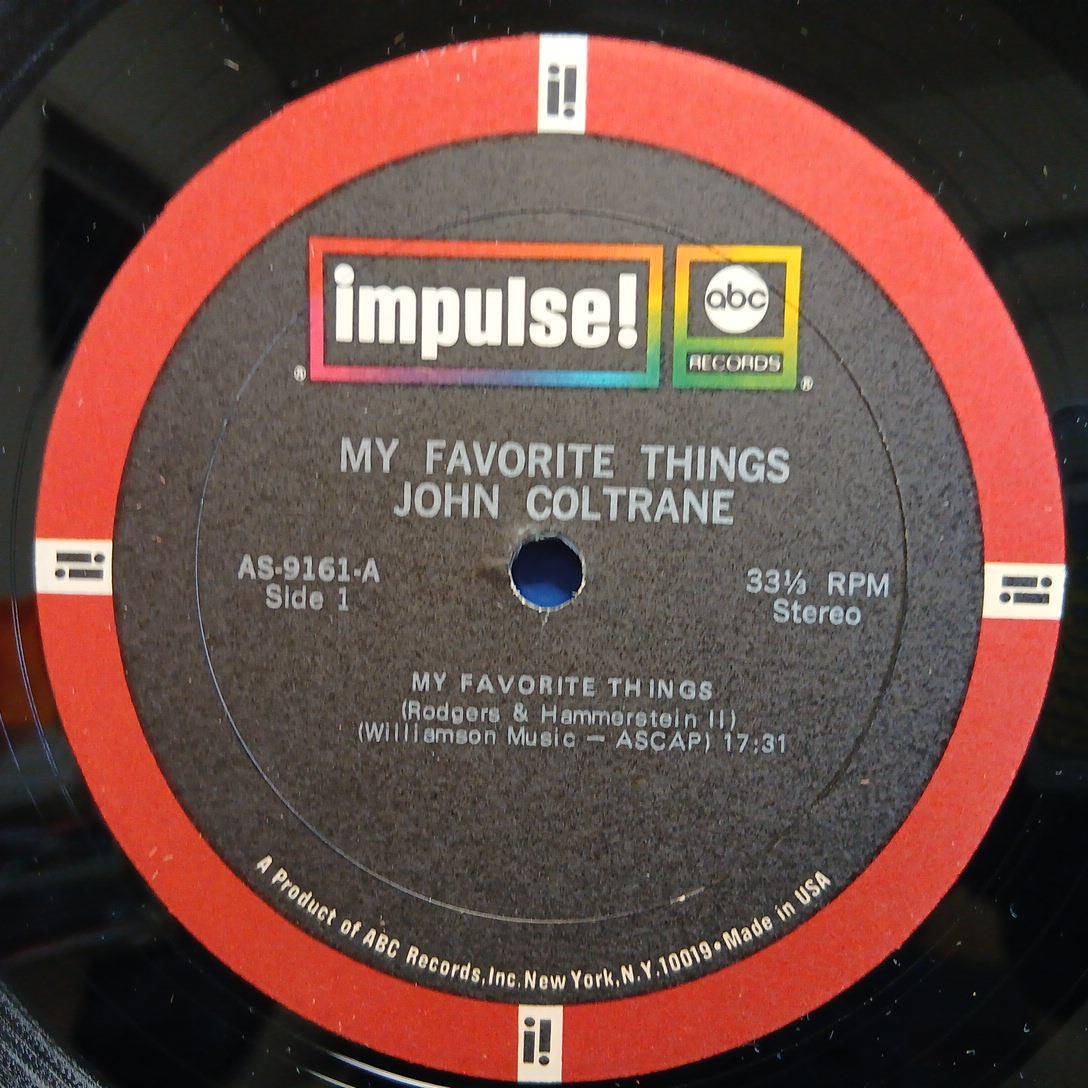 i!
impulse!
abc
RECORDS
®
®
MY FAVORITE THINGS
JOHN COLTRANE
AS-9161-A
Side 1
33⅓ RPM
Stereo
i!
i!
MY FAVORITE THINGS
(Rodgers & Hammerstein II)
(Williamson Music — ASCAP) 17:31
A Product of ABC Records,Inc.New York,N.Y.10019•Made in USA
i!